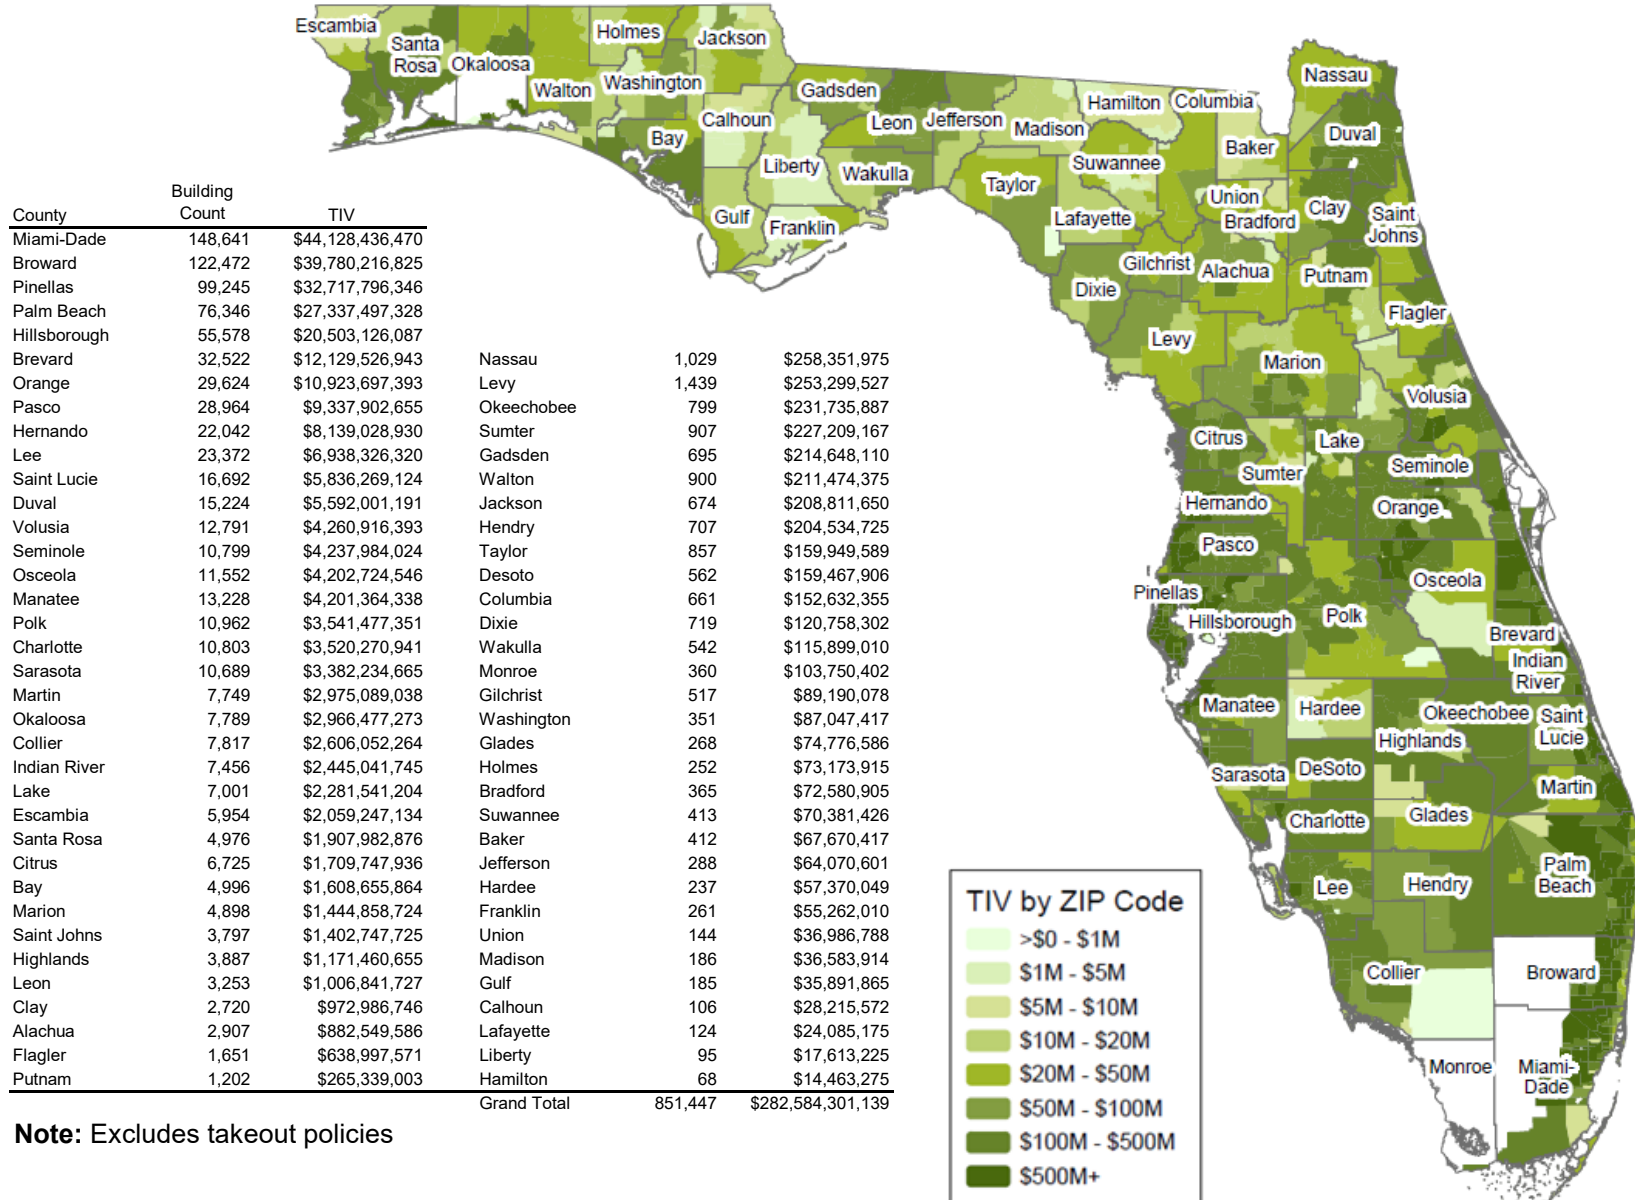 County Building Count TIV
Miami-Dade 148,641 $44,128,436,470
Broward 122,472 $39,780,216,825
Pinellas 99,245 $32,717,796,346
Palm Beach 76,346 $27,337,497,328
Hillsborough 55,578 $20,503,126,087
Brevard 32,522 $12,129,526,943
Orange 29,624 $10,923,697,393
Pasco 28,964 $9,337,902,655
Hernando 22,042 $8,139,028,930
Lee 23,372 $6,938,326,320
Saint Lucie 16,692 $5,836,269,124
Duval 15,224 $5,592,001,191
Volusia 12,791 $4,260,916,393
Seminole 10,799 $4,237,984,024
Osceola 11,552 $4,202,724,546
Manatee 13,228 $4,201,364,338
Polk 10,962 $3,541,477,351
Charlotte 10,803 $3,520,270,941
Sarasota 10,689 $3,382,234,665
Martin 7,749 $2,975,089,038
Okaloosa 7,789 $2,966,477,273
Collier 7,817 $2,606,052,264
Indian River 7,456 $2,445,041,745
Lake 7,001 $2,281,541,204
Escambia 5,954 $2,059,247,134
Santa Rosa 4,976 $1,907,982,876
Citrus 6,725 $1,709,747,936
Bay 4,996 $1,608,655,864
Marion 4,898 $1,444,858,724
Saint Johns 3,797 $1,402,747,725
Highlands 3,887 $1,171,460,655
Leon 3,253 $1,006,841,727
Clay 2,720 $972,986,746
Alachua 2,907 $882,549,586
Flagler 1,651 $638,997,571
Putnam 1,202 $265,339,003
Nassau 1,029 $258,351,975
Levy 1,439 $253,299,527
Okeechobee 799 $231,735,887
Sumter 907 $227,209,167
Gadsden 695 $214,648,110
Walton 900 $211,474,375
Jackson 674 $208,811,650
Hendry 707 $204,534,725
Taylor 857 $159,949,589
Desoto 562 $159,467,906
Columbia 661 $152,632,355
Dixie 719 $120,758,302
Wakulla 542 $115,899,010
Monroe 360 $103,750,402
Gilchrist 517 $89,190,078
Washington 351 $87,047,417
Glades 268 $74,776,586
Holmes 252 $73,173,915
Bradford 365 $72,580,905
Suwannee 413 $70,381,426
Baker 412 $67,670,417
Jefferson 288 $64,070,601
Hardee 237 $57,370,049
Franklin 261 $55,262,010
Union 144 $36,986,788
Madison 186 $36,583,914
Gulf 185 $35,891,865
Calhoun 106 $28,215,572
Lafayette 124 $24,085,175
Liberty 95 $17,613,225
Hamilton 68 $14,463,275
Grand Total 851,447 $282,584,301,139
Note: Excludes takeout policies
Escambia
Santa
Rosa
Okaloosa
Walton
Holmes
Washington
Jackson
Bay
Calhoun
Gulf
Liberty
Franklin
Gadsden
Leon
Wakulla
Jefferson
Madison
Taylor
Hamilton
Suwannee
Lafayette
Dixie
Columbia
Gilchrist
Baker
Union
Bradford
Alachua
Levy
Nassau
Duval
Clay
Saint
Johns
Putnam
Flagler
Marion
Volusia
Citrus
Sumter
Lake
Seminole
Hernando
Orange
Pasco
Osceola
Pinellas
Hillsborough
Polk
Brevard
Indian
River
Manatee
Hardee
Okeechobee
Saint
Lucie
Highlands
Sarasota
DeSoto
Martin
Charlotte
Glades
Lee
Hendry
Palm
Beach
Collier
Broward
Monroe
Miami-
Dade
TIV by ZIP Code
>$0 - $1M
$1M - $5M
$5M - $10M
$10M - $20M
$20M - $50M
$50M - $100M
$100M - $500M
$500M+